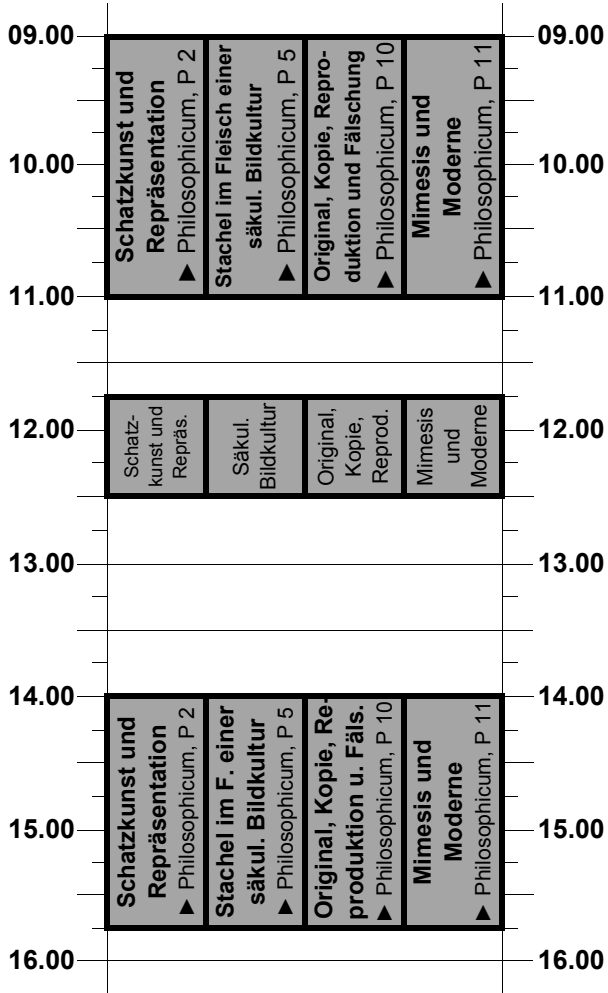 09.00
09.00
Schatzkunst und
Repräsentation
▶ Philosophicum, P 2
Stachel im Fleisch einer
säkul. Bildkultur
▶ Philosophicum, P 5
Original, Kopie, Repro-
duktion und Fälschung
▶ Philosophicum, P 10
Mimesis und
Moderne
▶ Philosophicum, P 11
10.00
10.00
11.00
11.00
Schatz-
kunst und
Repräs.
Säkul.
Bildkultur
Original,
Kopie,
Reprod.
Mimesis
und
Moderne
12.00
12.00
13.00
13.00
14.00
14.00
Schatzkunst und
Repräsentation
▶ Philosophicum, P 2
Stachel im F. einer
säkul. Bildkultur
▶ Philosophicum, P 5
Original, Kopie, Re-
produktion u. Fäls.
▶ Philosophicum, P 10
Mimesis und
Moderne
▶ Philosophicum, P 11
15.00
15.00
16.00
16.00